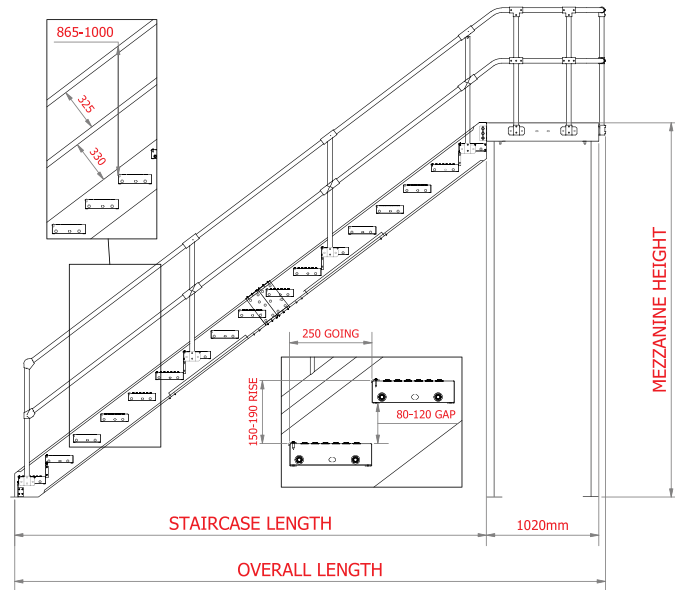 865-1000
325
330
250 GOING
150-190 RISE
80-120 GAP
MEZZANINE HEIGHT
STAIRCASE LENGTH
1020mm
OVERALL LENGTH